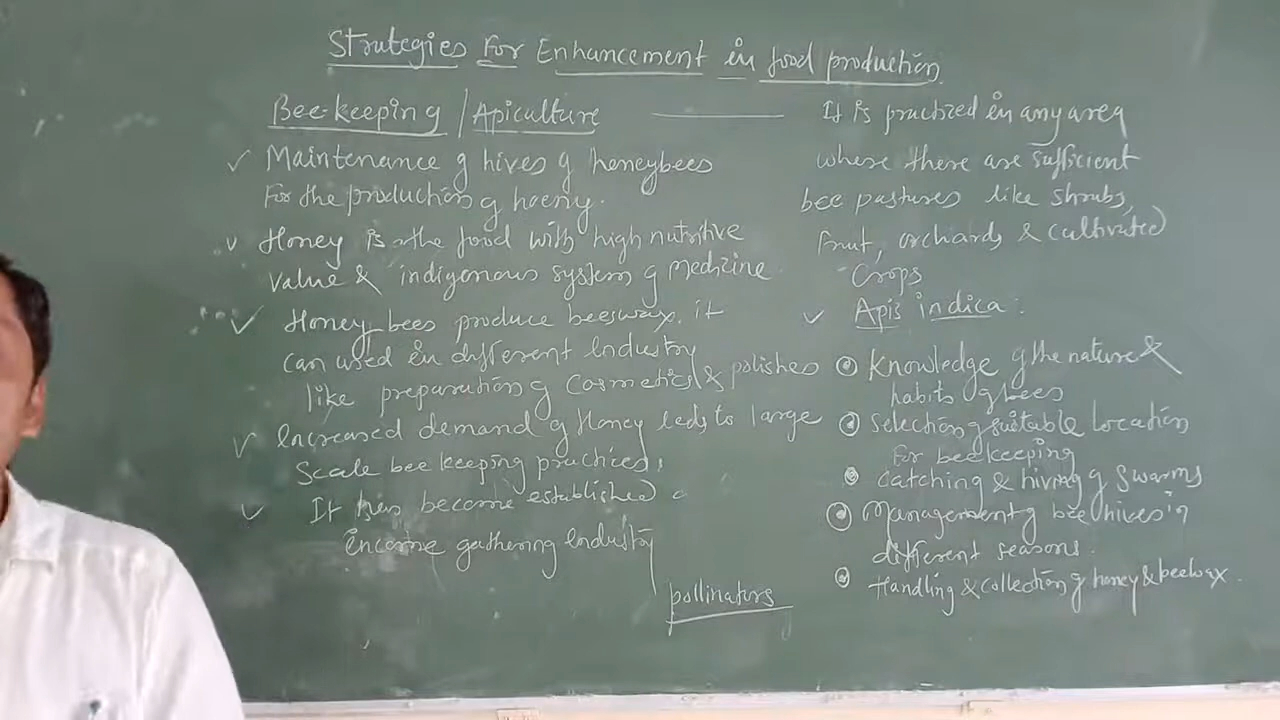 Strategies For Enhancement in food production
Bee-keeping / Apiculture
✓ Maintenance of hives of honeybees
For the production of hoeny.
✓ Honey is the food with high nutritive
value & indigenous system of Medizine
✓ Honey bees produce beeswax. it
can used in different Industry
like preparation of Cosmetics & polishes
✓ Increased demand of Honey leds to large
Scale bee keeping practices.
✓ It has become established a
income gathering Industry
pollinators
It is practized in any area
where there are sufficient
bee pastures like shrubs,
fruit, orchards & cultivated
Crops
✓ Apis indica:
Knowledge of the nature &
habits of bees
Selection of suitable Location
For beekeeping
Catching & hiving of swarms
Management of bee hives in
different seasons.
Handling & collection of honey & beewax.